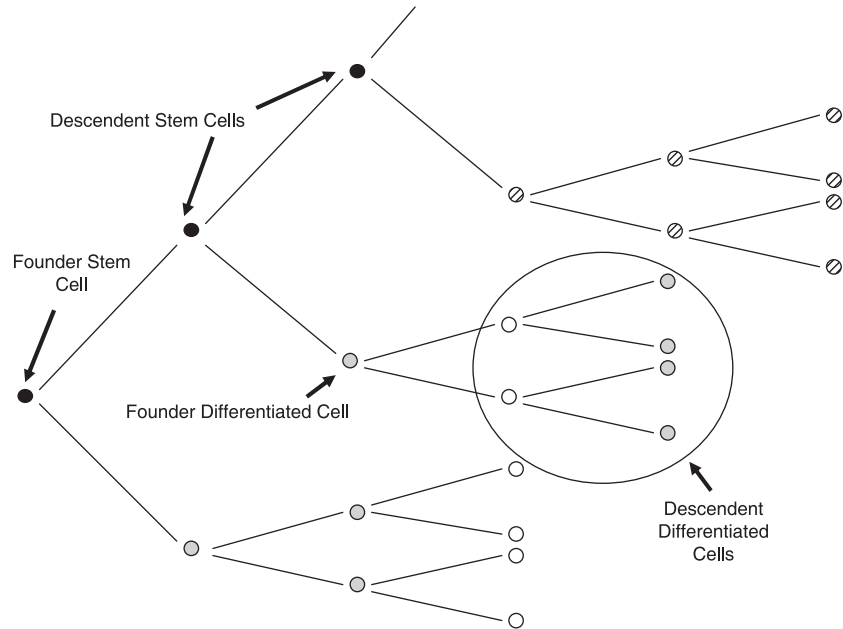 Descendent Stem Cells
Founder Stem
Cell
Founder Differentiated Cell
Descendent
Differentiated
Cells